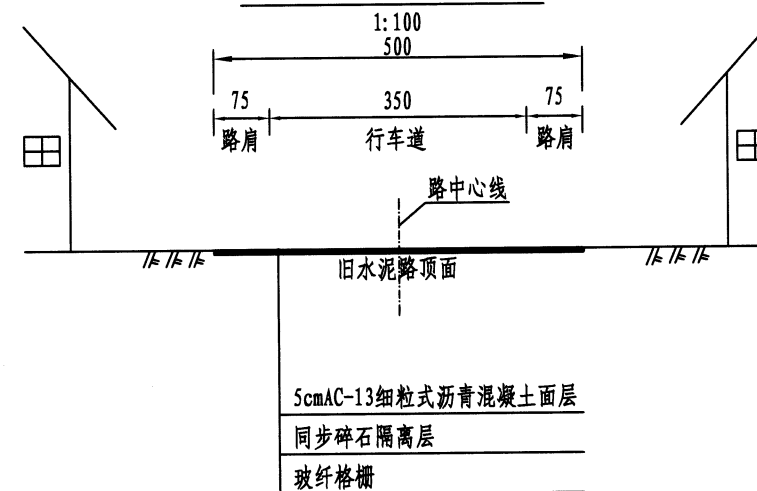 1:100
500
75 350 75
路肩 行车道 路肩
路中心线
旧水泥路顶面
5cmAC-13细粒式沥青混凝土面层
同步碎石隔离层
玻纤格栅